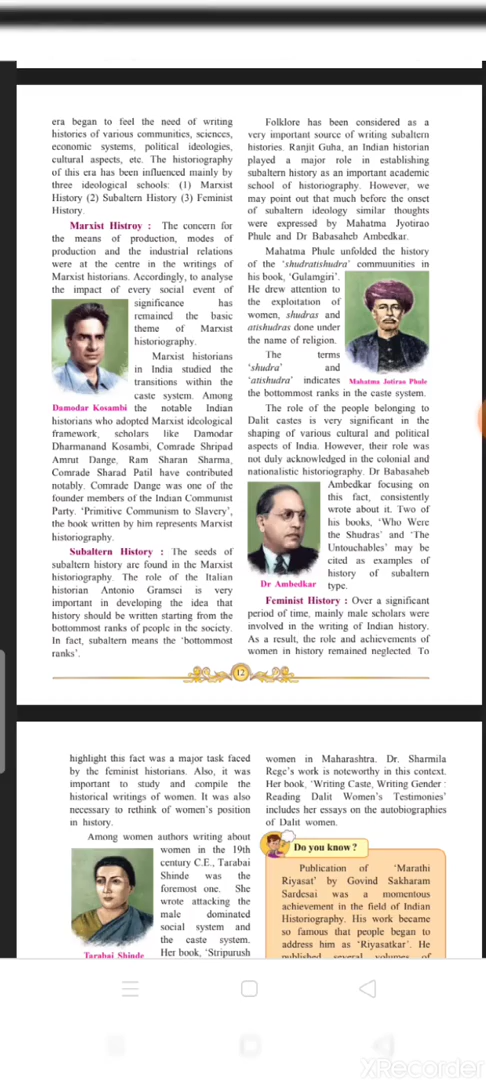 era began to feel the need of writing
histories of various communities, sciences,
economic systems, political ideologies,
cultural aspects, etc. The historiography
of this era has been influenced mainly by
three ideological schools: (1) Marxist
History (2) Subaltern History (3) Feminist
History.
Marxist Histroy : The concern for
the means of production, modes of
production and the industrial relations
were at the centre in the writings of
Marxist historians. Accordingly, to analyse
the impact of every social event of
significance has
remained the basic
theme of Marxist
historiography.
Marxist historians
in India studied the
transitions within the
caste system. Among
Damodar Kosambi the notable Indian
historians who adopted Marxist ideological
framework, scholars like Damodar
Dharmanand Kosambi, Comrade Shripad
Amrut Dange, Ram Sharan Sharma,
Comrade Sharad Patil have contributed
notably. Comrade Dange was one of the
founder members of the Indian Communist
Party. 'Primitive Communism to Slavery',
the book written by him represents Marxist
historiography.
Subaltern History : The seeds of
subaltern history are found in the Marxist
historiography. The role of the Italian
historian Antonio Gramsci is very
important in developing the idea that
history should be written starting from the
bottommost ranks of people in the society.
In fact, subaltern means the 'bottommost
ranks'.
Folklore has been considered as a
very important source of writing subaltern
histories. Ranjit Guha, an Indian historian
played a major role in establishing
subaltern history as an important academic
school of historiography. However, we
may point out that much before the onset
of subaltern ideology similar thoughts
were expressed by Mahatma Jyotirao
Phule and Dr Babasaheb Ambedkar.
Mahatma Phule unfolded the history
of the 'shudratishudra' commuunities in
his book, 'Gulamgiri'.
He drew attention to
the exploitation of
women, shudras and
atishudras done under
the name of religion.
The terms
'shudra' and
'atishudra' indicates
Mahatma Jotirao Phule
the bottommost ranks in the caste system.
The role of the people belonging to
Dalit castes is very significant in the
shaping of various cultural and political
aspects of India. However, their role was
not duly acknowledged in the colonial and
nationalistic historiography. Dr Babasaheb
Ambedkar focusing on
this fact, consistently
wrote about it. Two of
his books, 'Who Were
the Shudras' and 'The
Untouchables' may be
cited as examples of
history of subaltern
Dr Ambedkar type.
Feminist History : Over a significant
period of time, mainly male scholars were
involved in the writing of Indian history.
As a result, the role and achievements of
women in history remained neglected To
12
highlight this fact was a major task faced
by the feminist historians. Also, it was
important to study and compile the
historical writings of women. It was also
necessary to rethink of women's position
in history.
Among women authors writing about
women in the 19th
century C.E., Tarabai
Shinde was the
foremost one. She
wrote attacking the
male dominated
social system and
the caste system.
Tarabai Shinde Her book, 'Stripurush
women in Maharashtra. Dr. Sharmila
Rege's work is noteworthy in this context.
Her book, 'Writing Caste, Writing Gender :
Reading Dalit Women's Testimonies'
includes her essays on the autobiographies
of Dalit women.
Do you know ?
Publication of 'Marathi
Riyasat' by Govind Sakharam
Sardesai was a momentous
achievement in the field of Indian
Historiography. His work became
so famous that people began to
address him as 'Riyasatkar'. He
published several volumes of
XRecorder